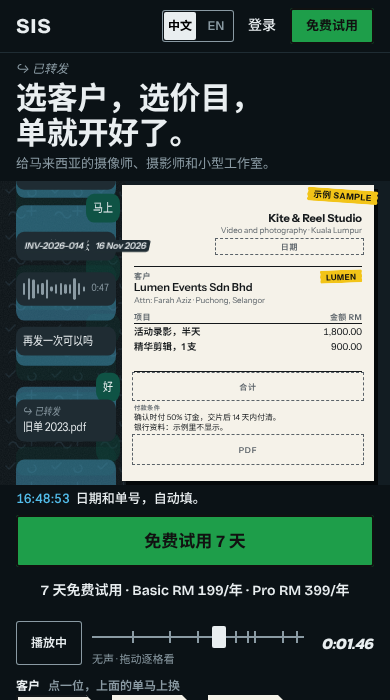 SIS
中文 EN 登录 免费试用
已转发
选客户，选价目，
单就开好了。
给马来西亚的摄像师、摄影师和小型工作室。
马上
INV-2026-014
16 Nov 2026
0:47
再发一次可以吗
好
已转发
旧单 2023.pdf
示例 SAMPLE
Kite & Reel Studio
Video and photography · Kuala Lumpur
日期
客户
LUMEN
Lumen Events Sdn Bhd
Attn: Farah Aziz · Puchong, Selangor
项目 金额 RM
活动录影，半天 1,800.00
精华剪辑，1 支 900.00
合计
付款条件
确认时付 50% 订金，交片后 14 天内付清。
银行资料：示例里不显示。
PDF
16:48:53 日期和单号，自动填。
免费试用 7 天
7 天免费试用 · Basic RM 199/年 · Pro RM 399/年
播放中
0:01.46
无声 · 拖动逐格看
客户 点一位，上面的单马上换